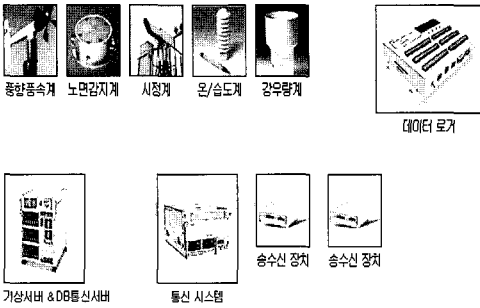 풍향풍속계
노면감지계
시정계
온/습도계
강우량계
데이터 로거
기상서버 &DB통신서버
통신 시스템
송수신 장치
송수신 장치